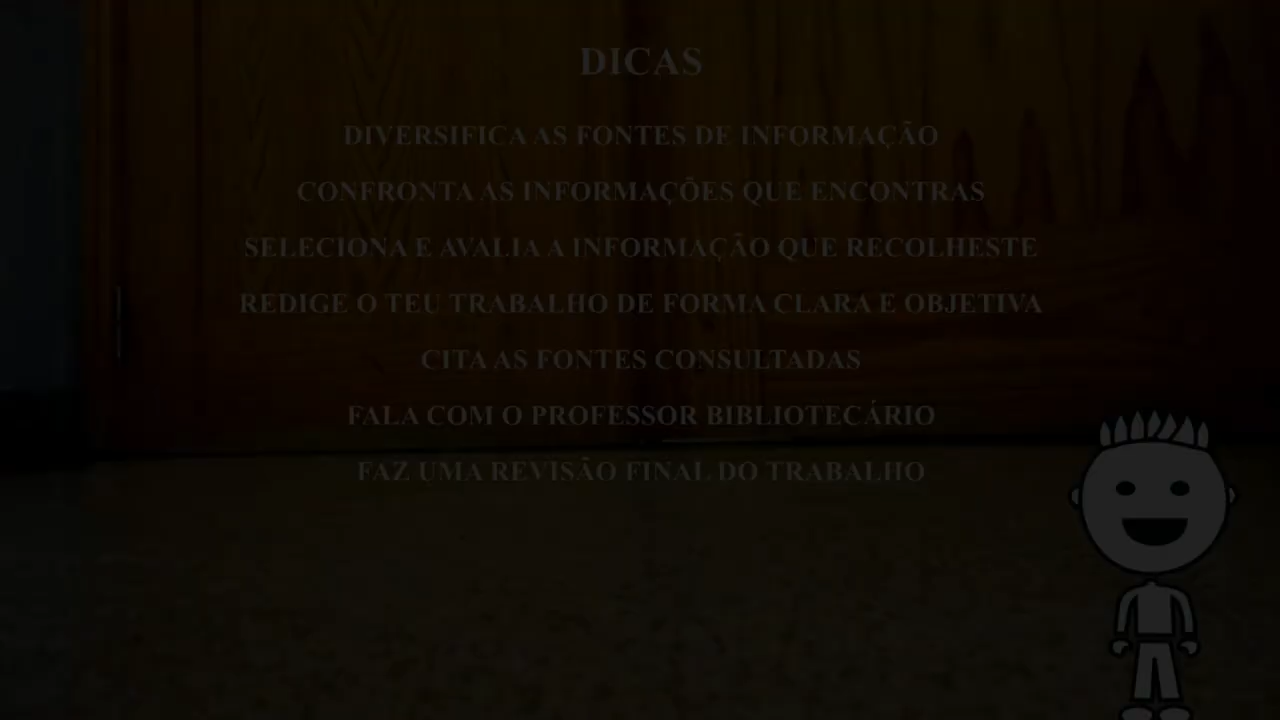 DICAS
DIVERSIFICA AS FONTES DE INFORMAÇÃO
CONFRONTA AS INFORMAÇÕES QUE ENCONTRAS
SELECIONA E AVALIA A INFORMAÇÃO QUE RECOLHESTE
REDIGE O TEU TRABALHO DE FORMA CLARA E OBJETIVA
CITA AS FONTES CONSULTADAS
FALA COM O PROFESSOR BIBLIOTECÁRIO
FAZ UMA REVISÃO FINAL DO TRABALHO